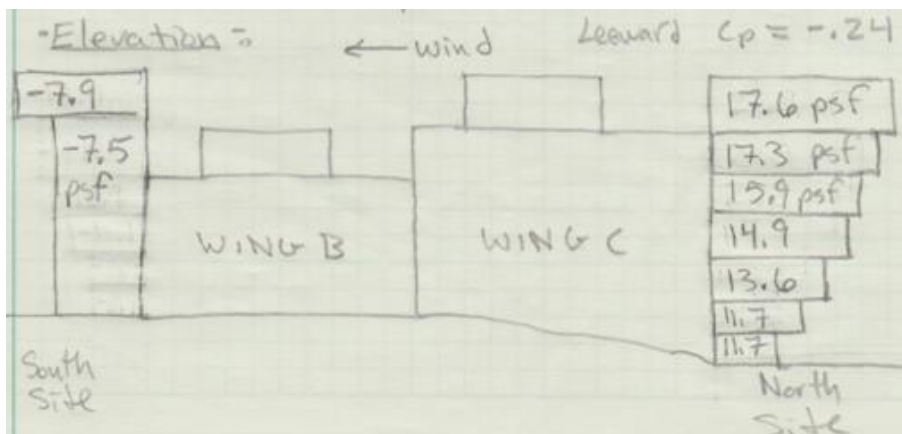 -Elevation-
← wind
Leeward Cp = -.24
-7.9
-7.5
psf
WING B
WING C
17.6 psf
17.3 psf
15.9 psf
14.9
13.6
11.7
11.7
South
Site
North
Site